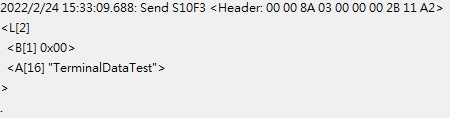 2022/2/24 15:33:09.688: Send S10F3 <Header: 00 00 8A 03 00 00 00 2B 11 A2>
<L[2]
<B[1] 0x00>
<A[16] "TerminalDataTest">
>
.